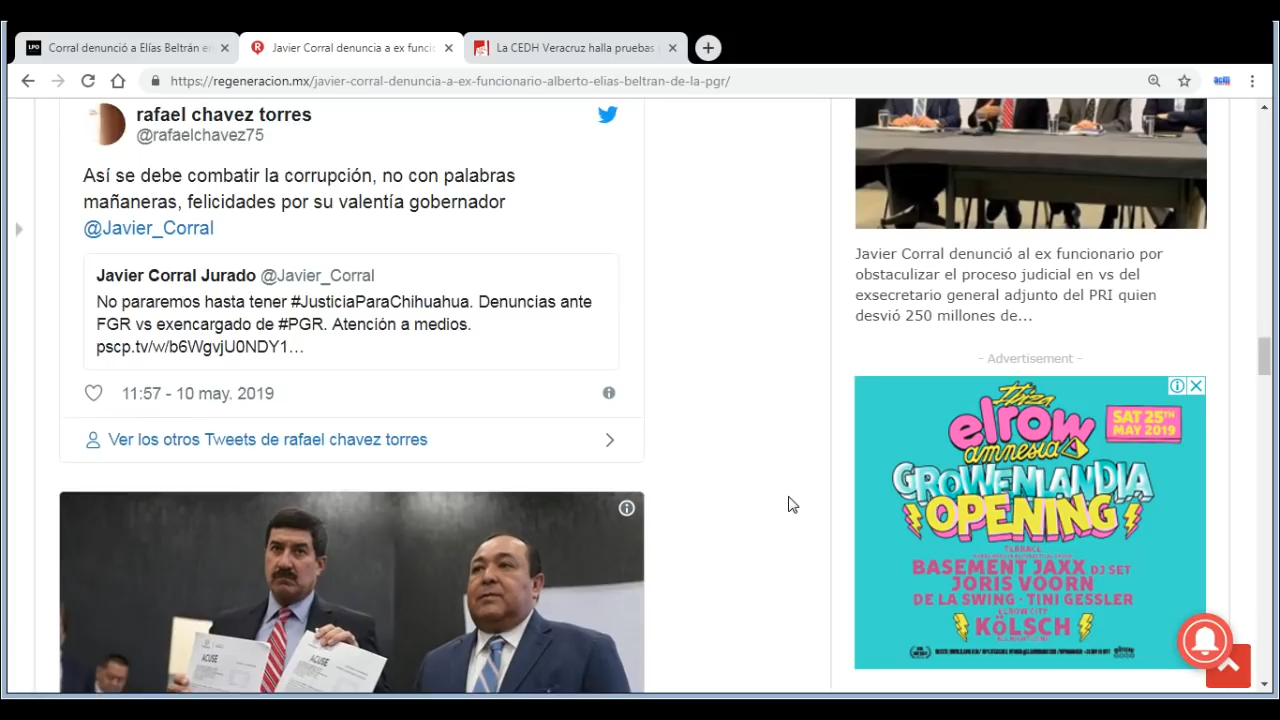 Corral denunció a Elías Beltrán en
Javier Corral denuncia a ex funcio
La CEDH Veracruz halla pruebas
https://regeneracion.mx/javier-corral-denuncia-a-ex-funcionario-alberto-elias-beltran-de-la-pgr/
rafael chavez torres
@rafaelchavez75
Así se debe combatir la corrupción, no con palabras
mañaneras, felicidades por su valentía gobernador
@Javier_Corral
Javier Corral Jurado @Javier_Corral
No pararemos hasta tener #JusticiaParaChihuahua. Denuncias ante
FGR vs exencargado de #PGR. Atención a medios.
pscp.tv/w/b6WgvjU0NDY1…
11:57 - 10 may. 2019
Ver los otros Tweets de rafael chavez torres
ACUSE
ACUSE
Javier Corral denunció al ex funcionario por
obstaculizar el proceso judicial en vs del
exsecretario general adjunto del PRI quien
desvió 250 millones de...
– Advertisement –
Ibiza
elrow
amnesia
SAT 25TH
MAY 2019
GROWENLANDIA
OPENING
TERRACE
BASEMENT JAXX DJ SET
JORIS VOORN
DE LA SWING · TINI GESSLER
ELROW CITY
KÖLSCH